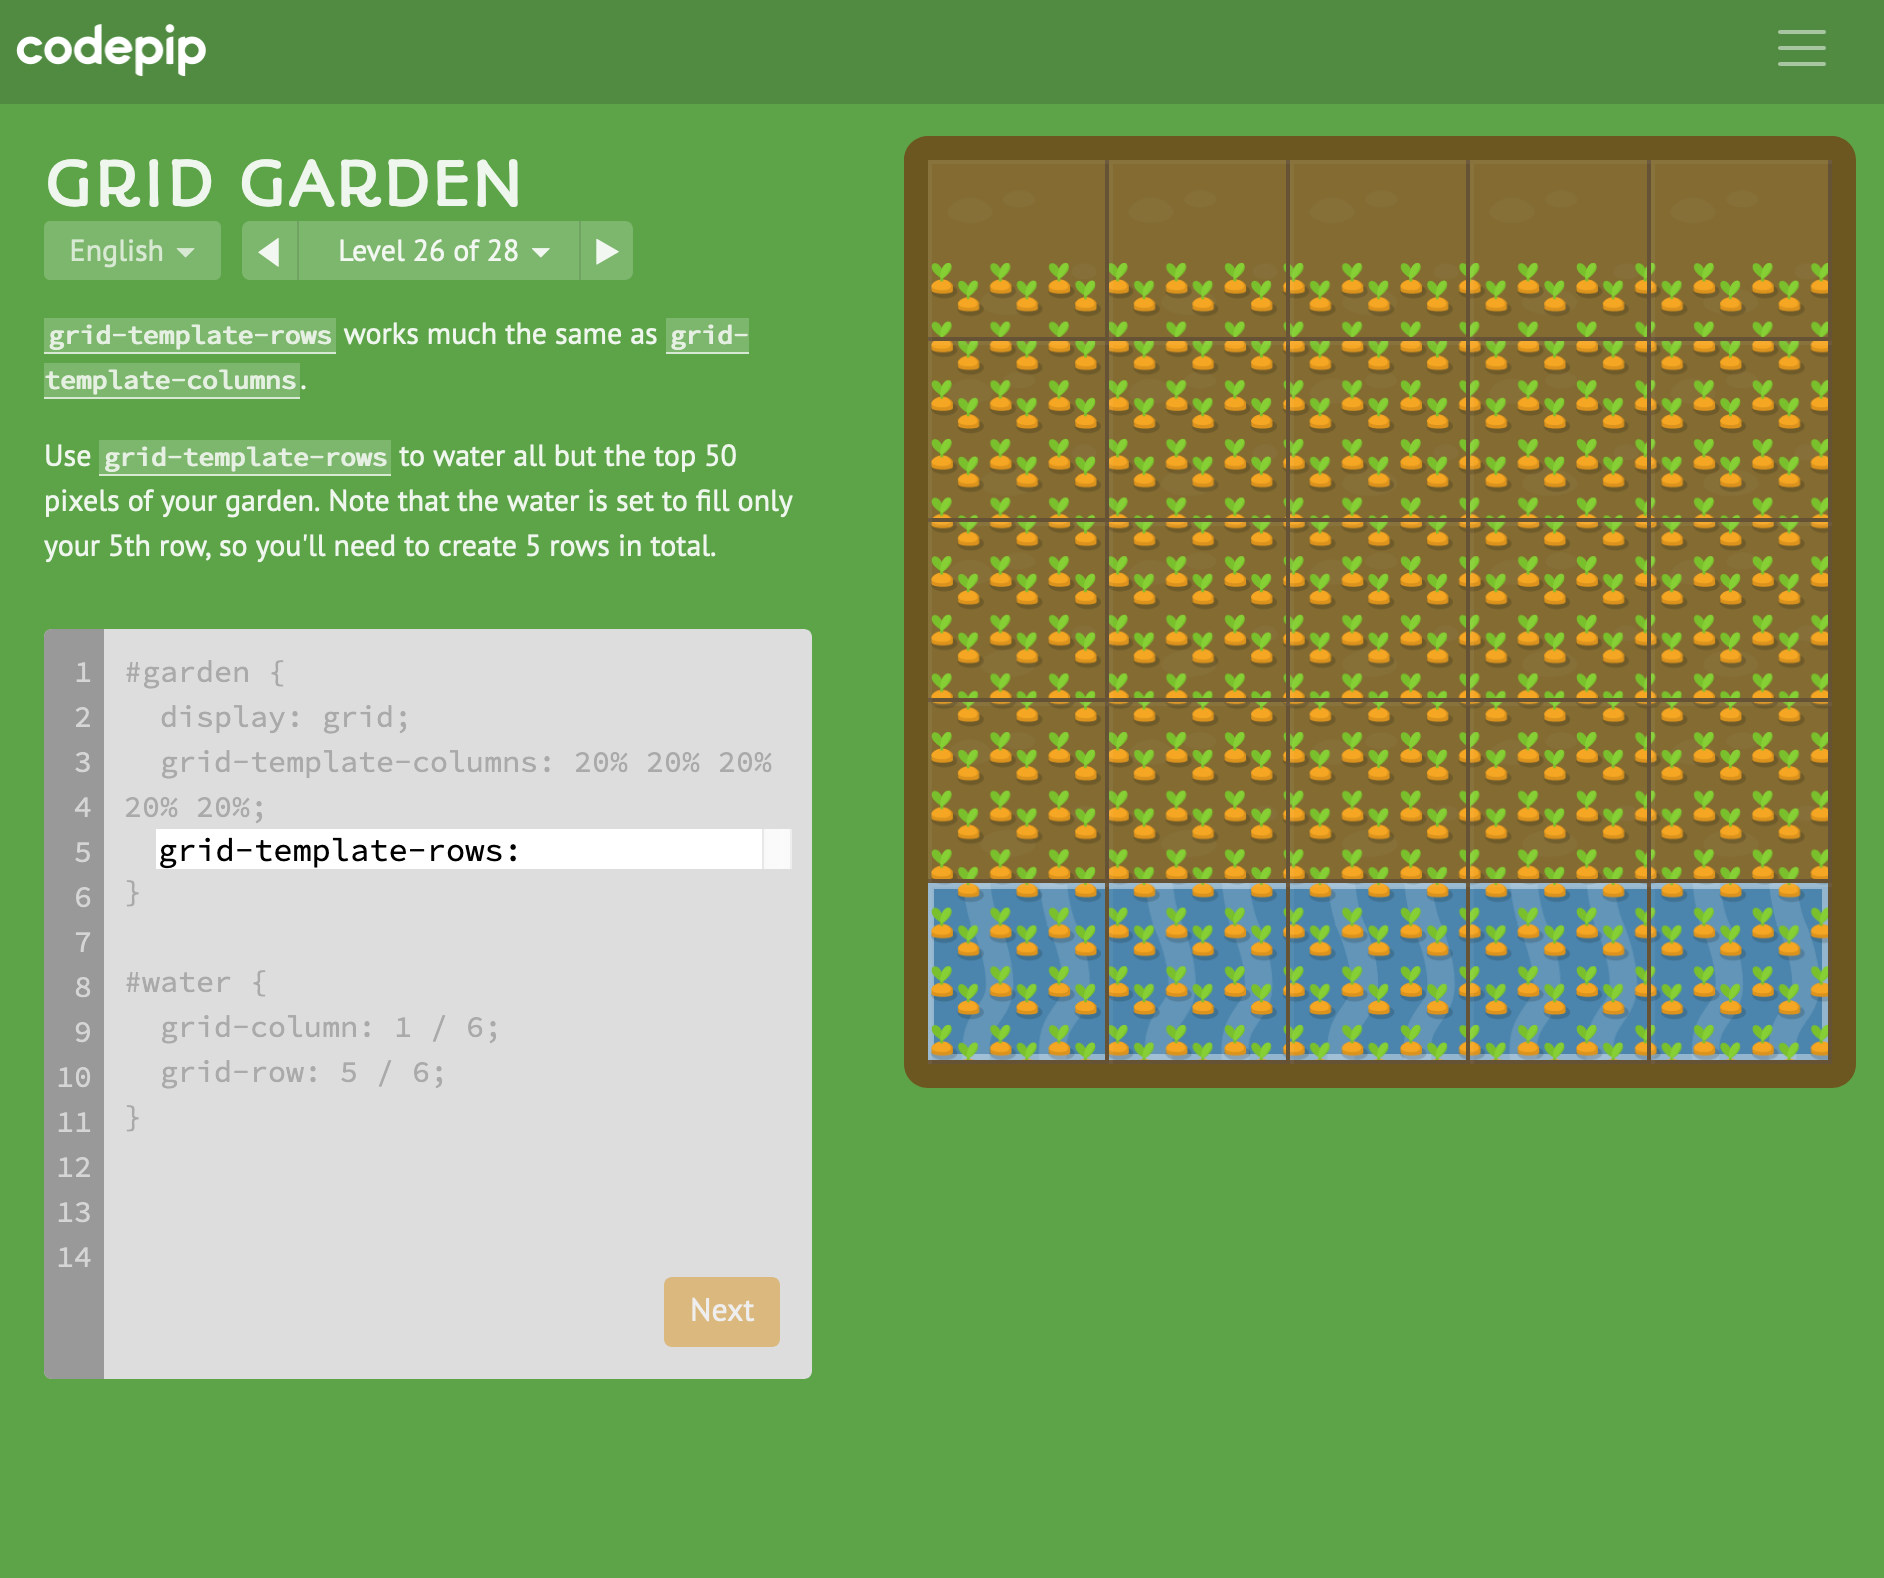 codepip
GRID GARDEN
English
Level 26 of 28
grid-template-rows works much the same as grid-
template-columns.
Use grid-template-rows to water all but the top 50
pixels of your garden. Note that the water is set to fill only
your 5th row, so you'll need to create 5 rows in total.
1 #garden {
2 display: grid;
3 grid-template-columns: 20% 20% 20%
4 20% 20%;
5 grid-template-rows:
6 }
7
8 #water {
9 grid-column: 1 / 6;
10 grid-row: 5 / 6;
11 }
12
13
14
Next